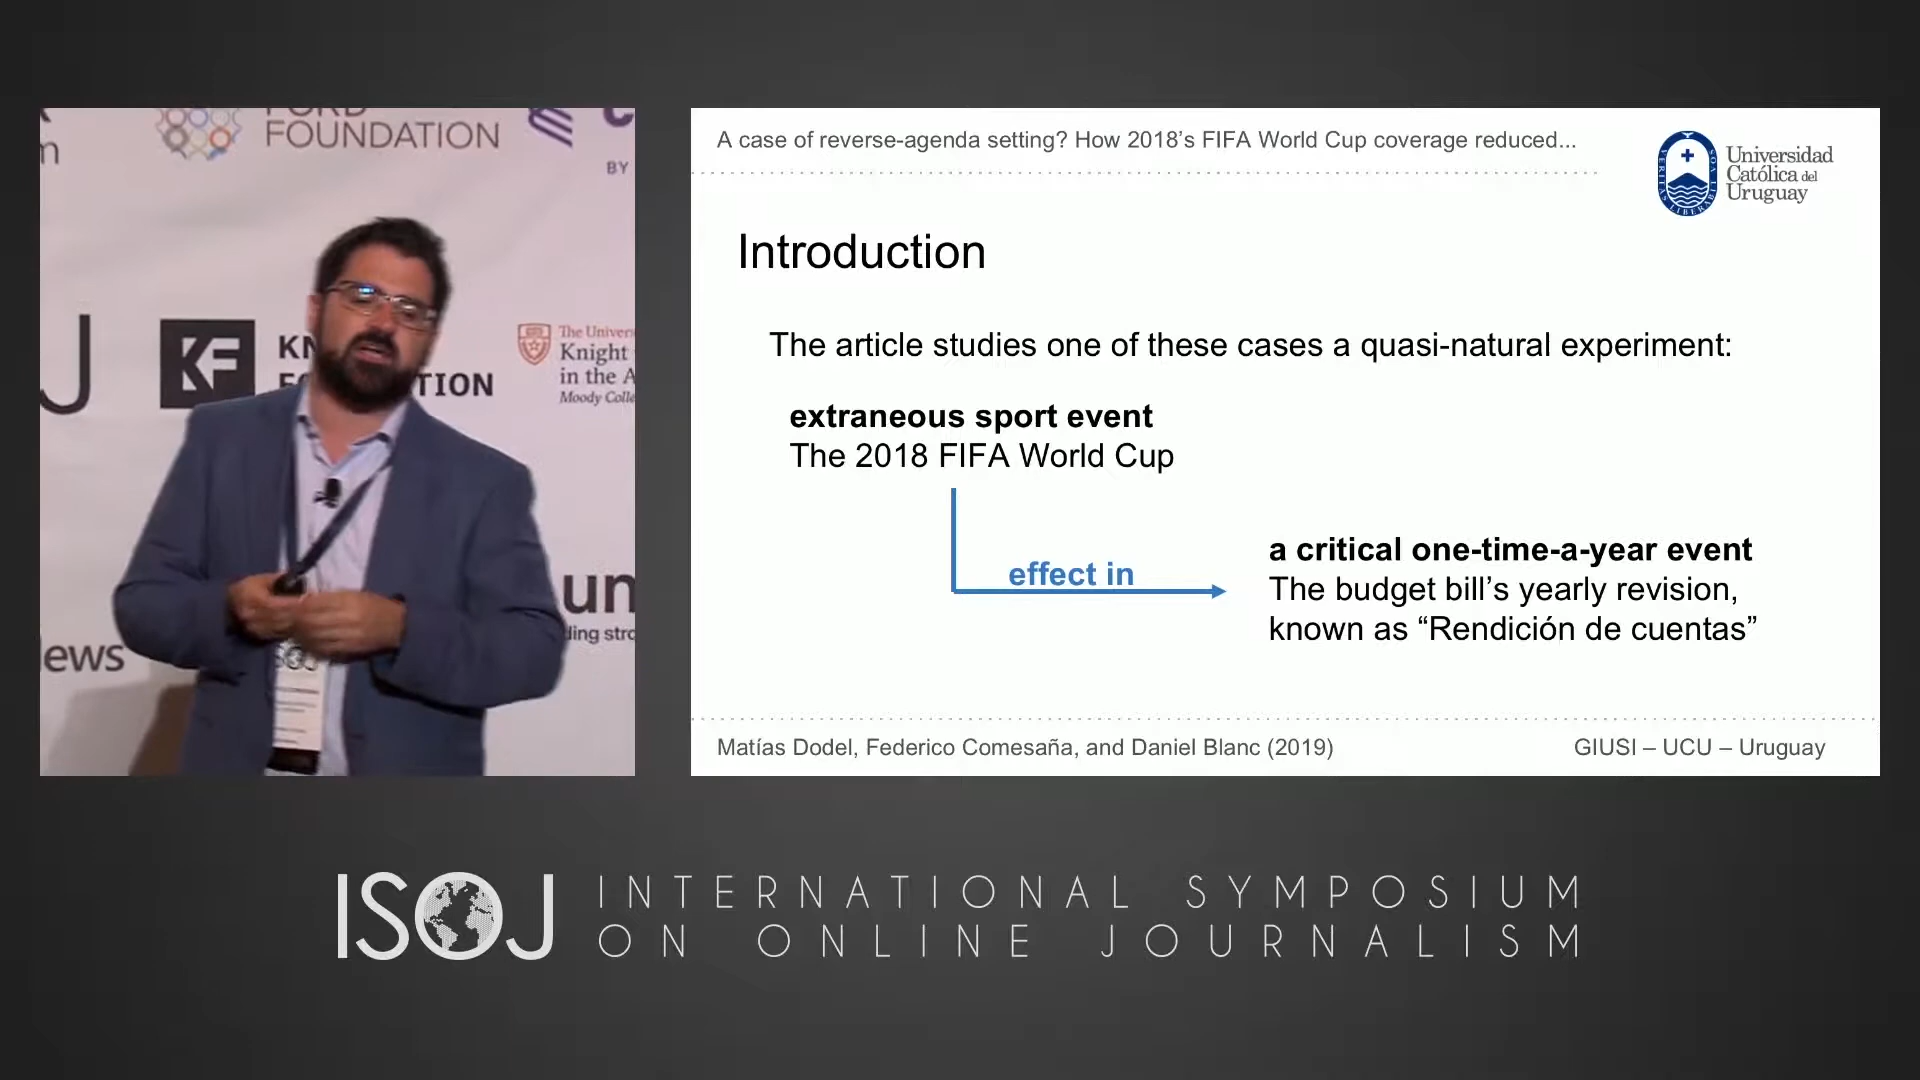 FOUNDATION
BY
KF
FOUNDATION
Knight
in the
Moody
J
um
ews
A case of reverse-agenda setting? How 2018's FIFA World Cup coverage reduced...
Universidad
Católica del
Uruguay
Introduction
The article studies one of these cases a quasi-natural experiment:
extraneous sport event
The 2018 FIFA World Cup
effect in
a critical one-time-a-year event
The budget bill’s yearly revision,
known as “Rendición de cuentas”
Matías Dodel, Federico Comesaña, and Daniel Blanc (2019)
GIUSI – UCU – Uruguay
ISOJ
INTERNATIONAL SYMPOSIUM
ON ONLINE JOURNALISM